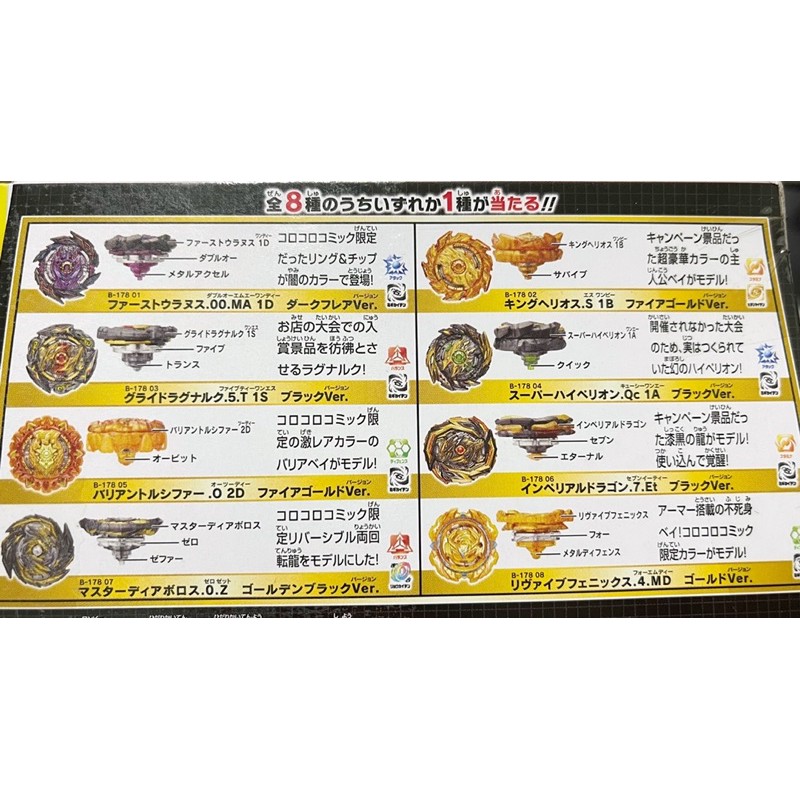 全8種のうちいずれか1種が当たる!!
ファーストウラヌス 1D
ダブルオー
メタルアクセル
コロコロコミック限定
だったリング&チップ
が闇のカラーで登場!
アタック
B-178 01
ファーストウラヌス.00.MA 1D ダークフレアVer.
キングヘリオス 1B
サバイブ
キャンペーン景品だっ
た超豪華カラーの主
人公ベイがモデル!
B-178 02
キングヘリオス.S 1B ファイアゴールドVer.
グライドラグナルク 1S
ファイブ
トランス
お店の大会での入
賞景品を彷彿とさ
せるラグナルク!
バランス
B-178 03
グライドラグナルク.5.T 1S ブラックVer.
スーパーハイペリオン 1A
クイック
開催されなかった大会
のため、実はつくられて
いた幻のハイペリオン!
アタック
B-178 04
スーパーハイペリオン.Qc 1A ブラックVer.
バリアントルシファー 2D
オービット
コロコロコミック限
定の激レアカラーの
バリアベイがモデル!
ディフェンス
B-178 05
バリアントルシファー.O 2D ファイアゴールドVer.
インペリアルドラゴン
セブン
エターナル
キャンペーン景品だっ
た漆黒の龍がモデル!
使い込んで覚醒!
B-178 06
インペリアルドラゴン.7.Et ブラックVer.
マスターディアボロス
ゼロ
ゼファー
コロコロコミック限
定リバーシブル両回
転龍をモデルにした!
バランス
B-178 07
マスターディアボロス.0.Z ゴールデンブラックVer.
リヴァイブフェニックス
フォー
メタルディフェンス
アーマー搭載の不死身
ベイ!コロコロコミック
限定カラーがモデル!
B-178 08
リヴァイブフェニックス.4.MD ゴールドVer.